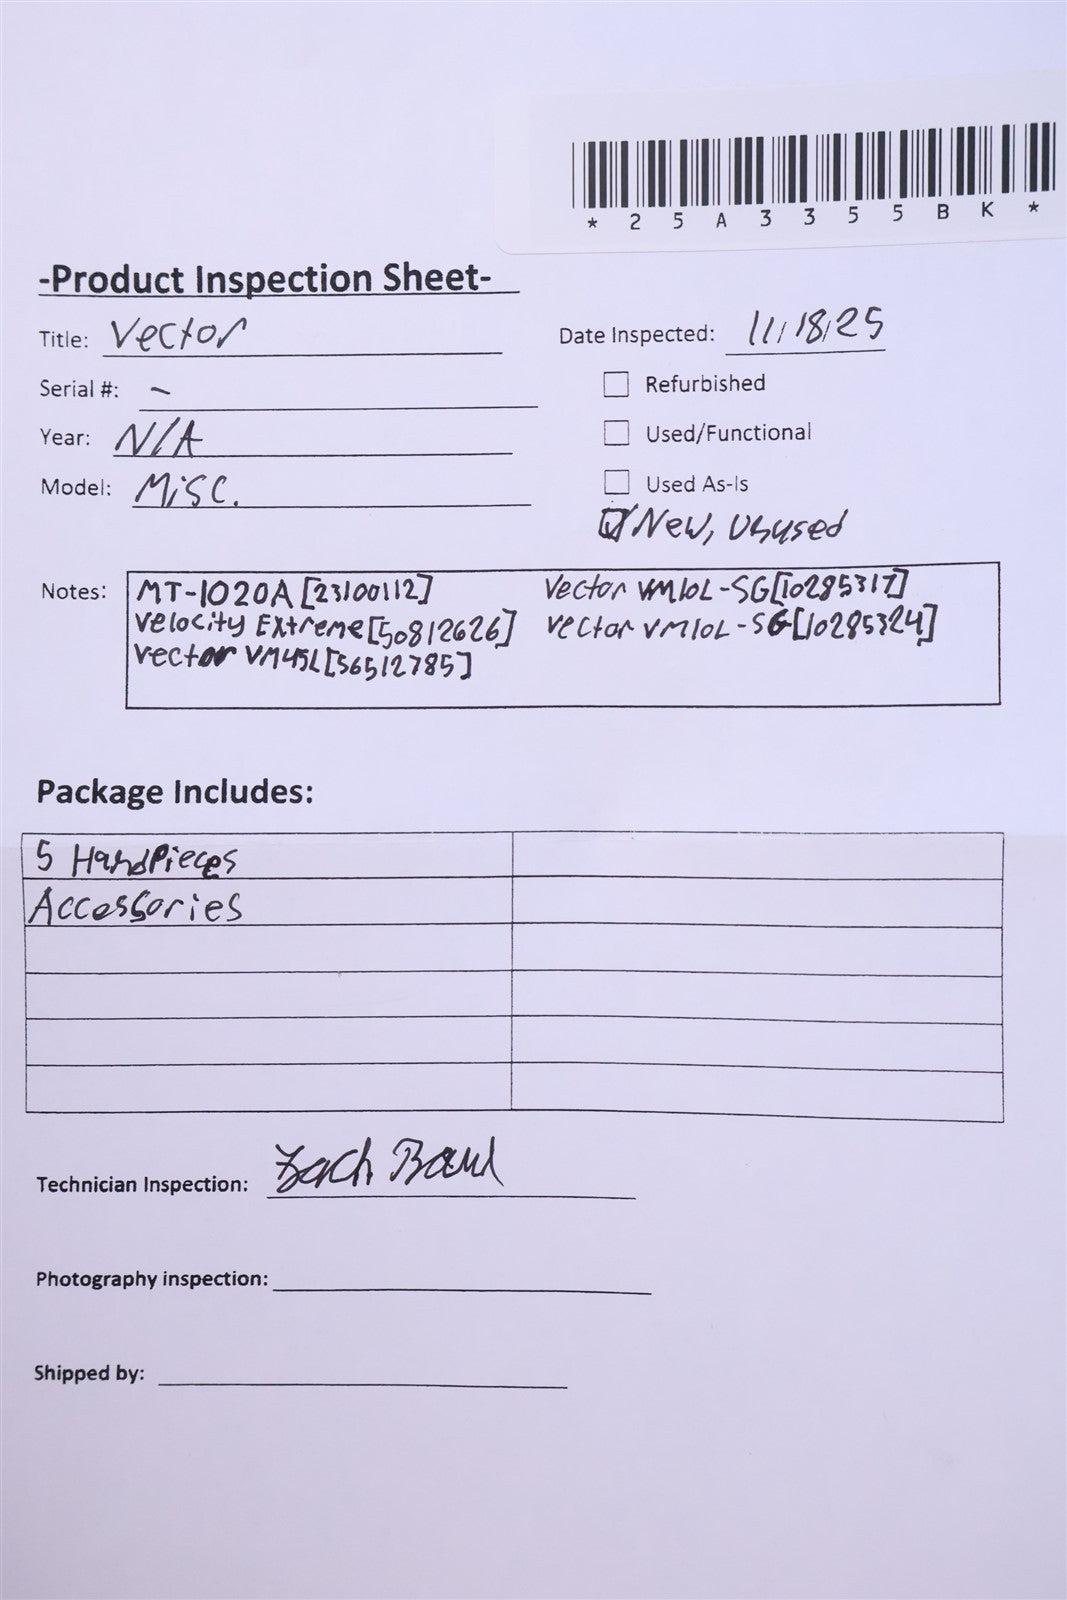 *25A3355BK*
-Product Inspection Sheet-
Title: Vector
Date Inspected: 11/18/25
Serial #: -
Refurbished
Year: N/A
Used/Functional
Model: Misc.
Used As-Is
New, Unused
Notes: MT-1020A [23100112]
Velocity Extreme [50812626]
Vector VM45L [56512785]
Vector VM10L-SG [10285317]
Vector VM10L-SG [10285324]
Package Includes:
5 HandPieces
Accessories
Technician Inspection: Zach Baul
Photography inspection:
Shipped by: